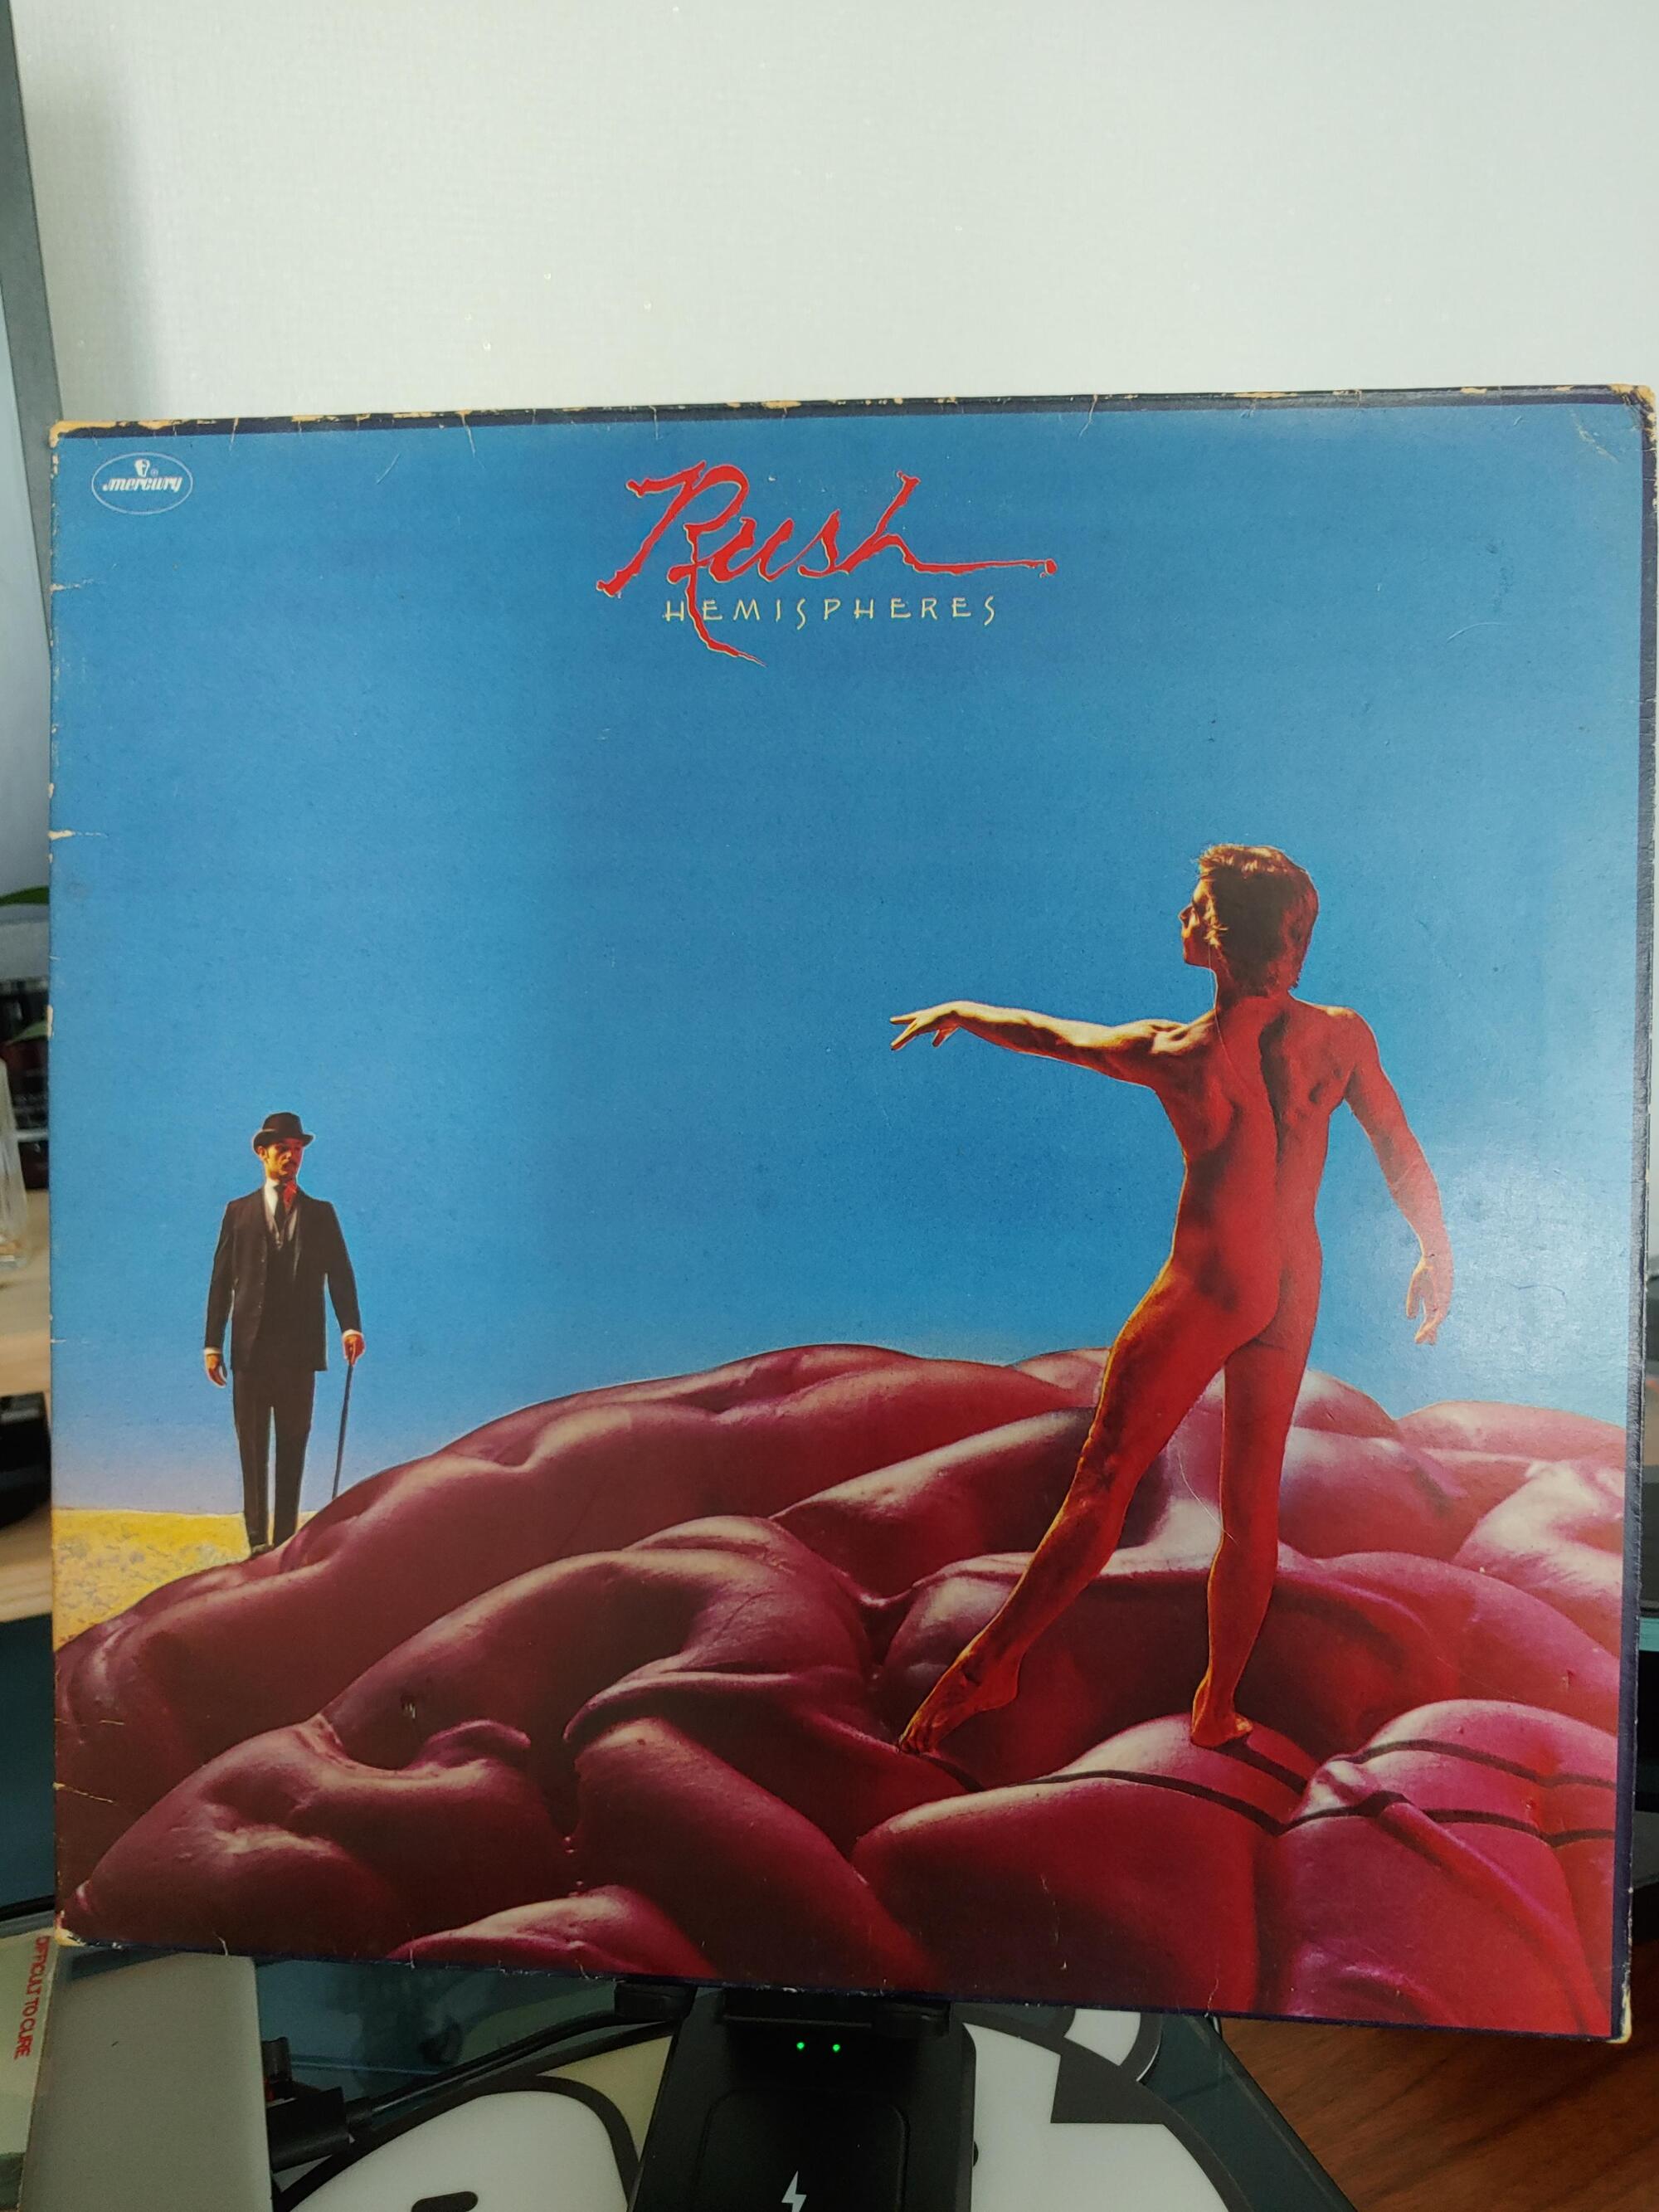 mercury
Rush
HEMISPHERES
DIFFICULT TO CURE